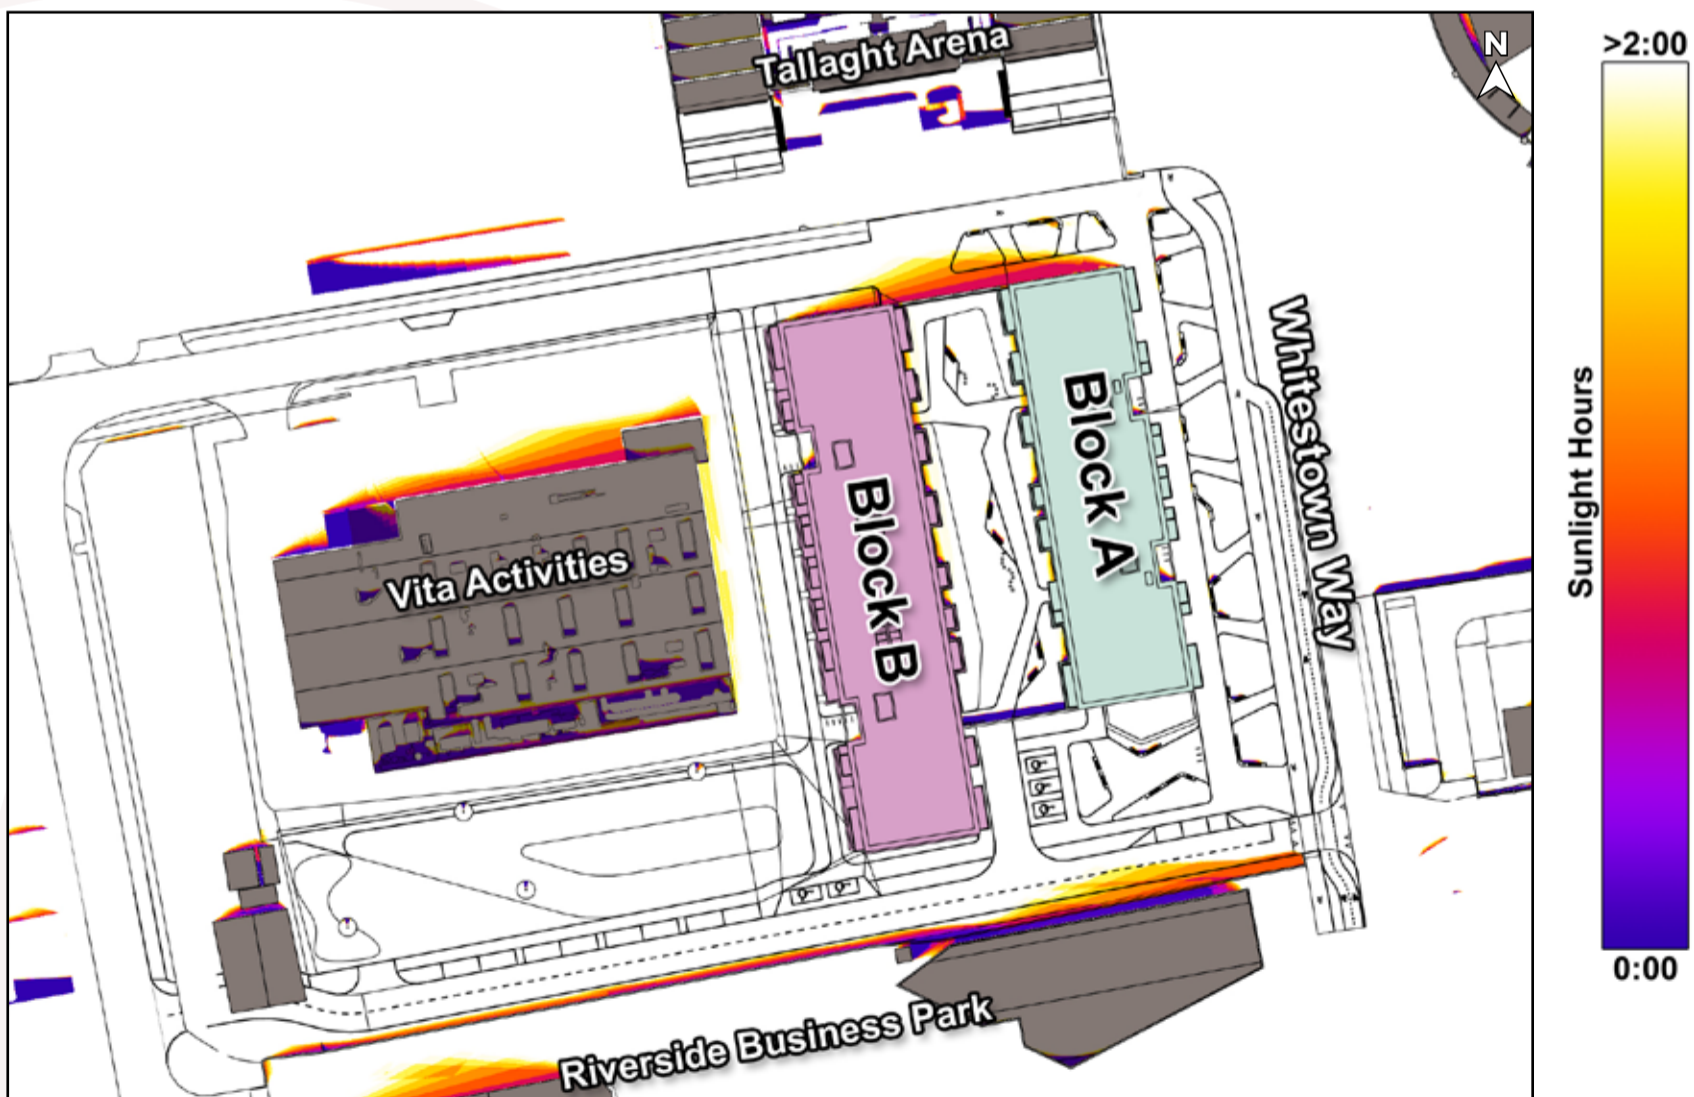 Tallaght Arena
N
>2:00
Whitestown Way
Block A
Block B
Vita Activities
Sunlight Hours
0:00
Riverside Business Park